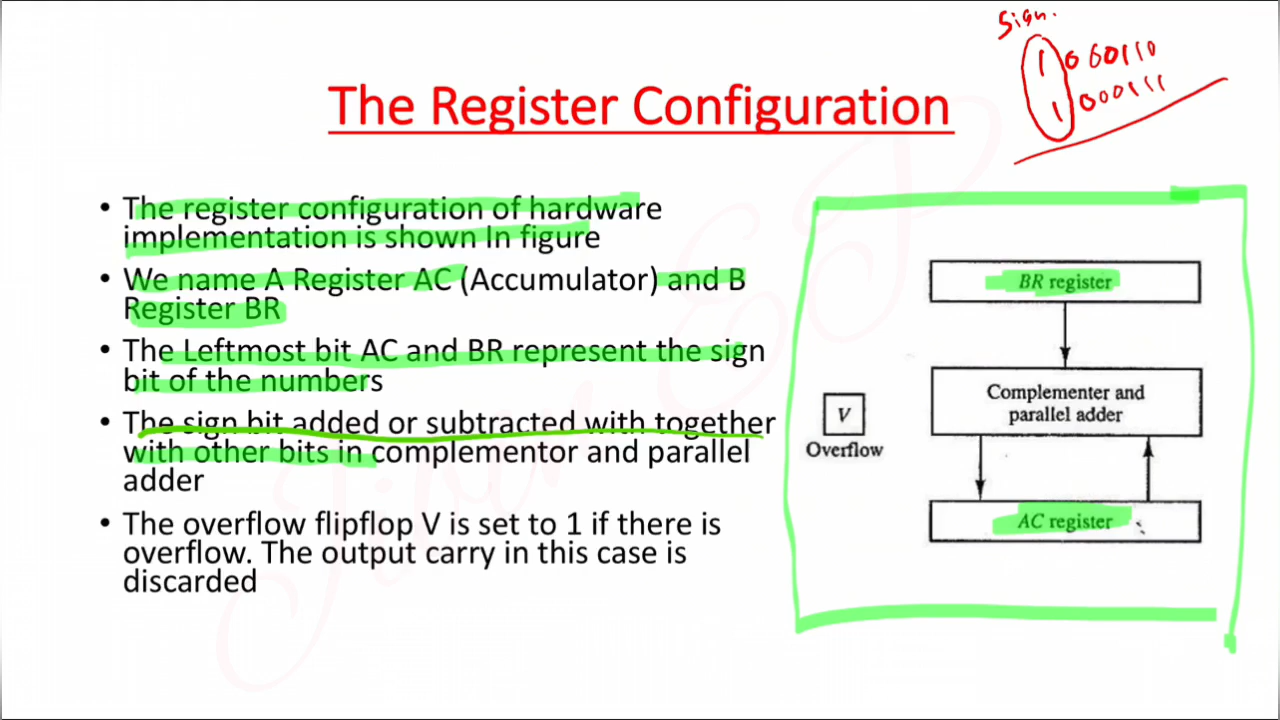 Sign.
1 0 0 0 1 1 0
1 0 0 0 1 1 1
The Register Configuration
• The register configuration of hardware
implementation is shown In figure
• We name A Register AC (Accumulator) and B
Register BR
• The Leftmost bit AC and BR represent the sign
bit of the numbers
• The sign bit added or subtracted with together
with other bits in complementor and parallel
adder
• The overflow flipflop V is set to 1 if there is
overflow. The output carry in this case is
discarded
BR register
Complementer and
parallel adder
V
Overflow
AC register